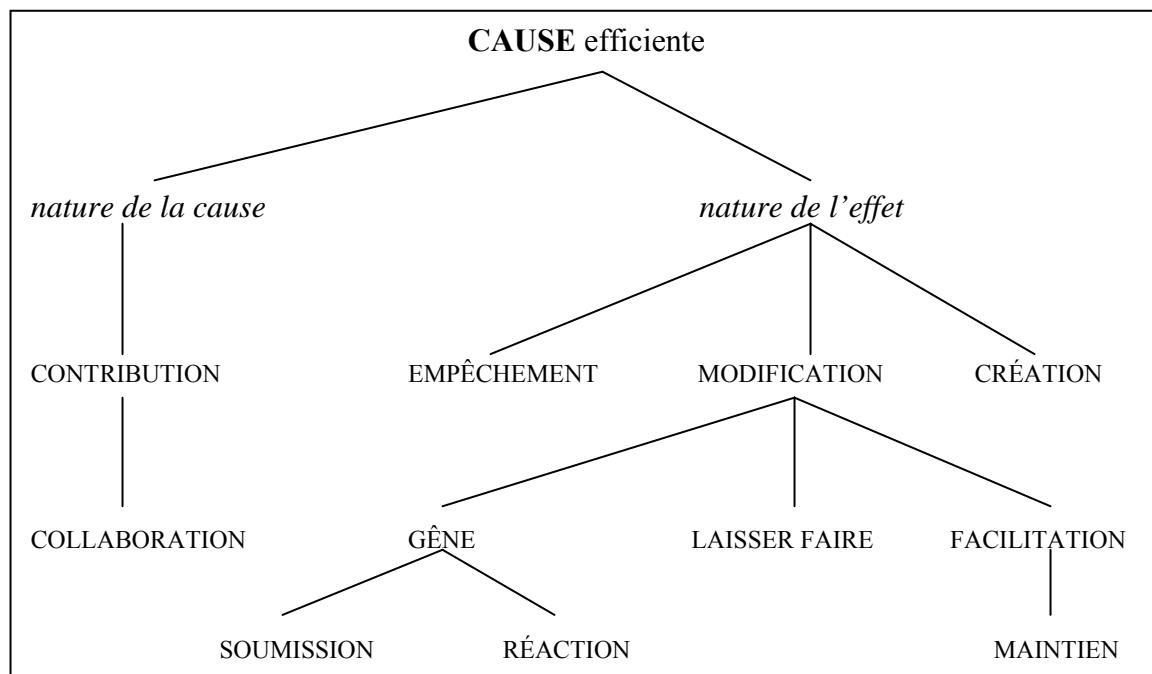 CAUSE efficiente
nature de la cause nature de l'effet
CONTRIBUTION EMPÊCHEMENT MODIFICATION CRÉATION
COLLABORATION GÊNE LAISSER FAIRE FACILITATION
SOUMISSION RÉACTION MAINTIEN